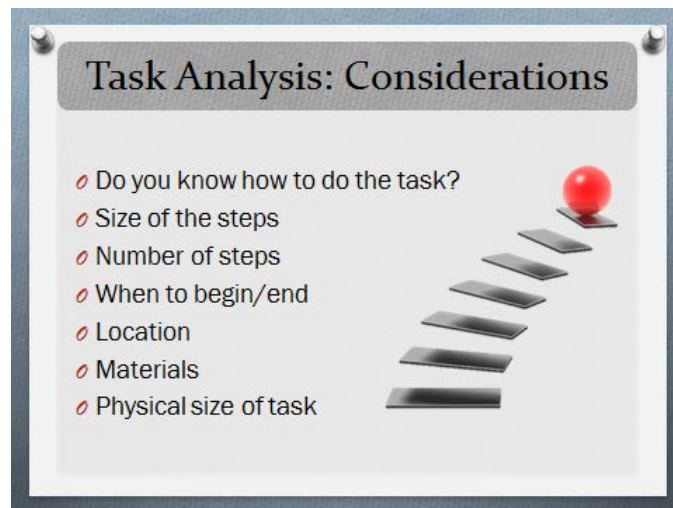 Task Analysis: Considerations
Do you know how to do the task?
Size of the steps
Number of steps
When to begin/end
Location
Materials
Physical size of task